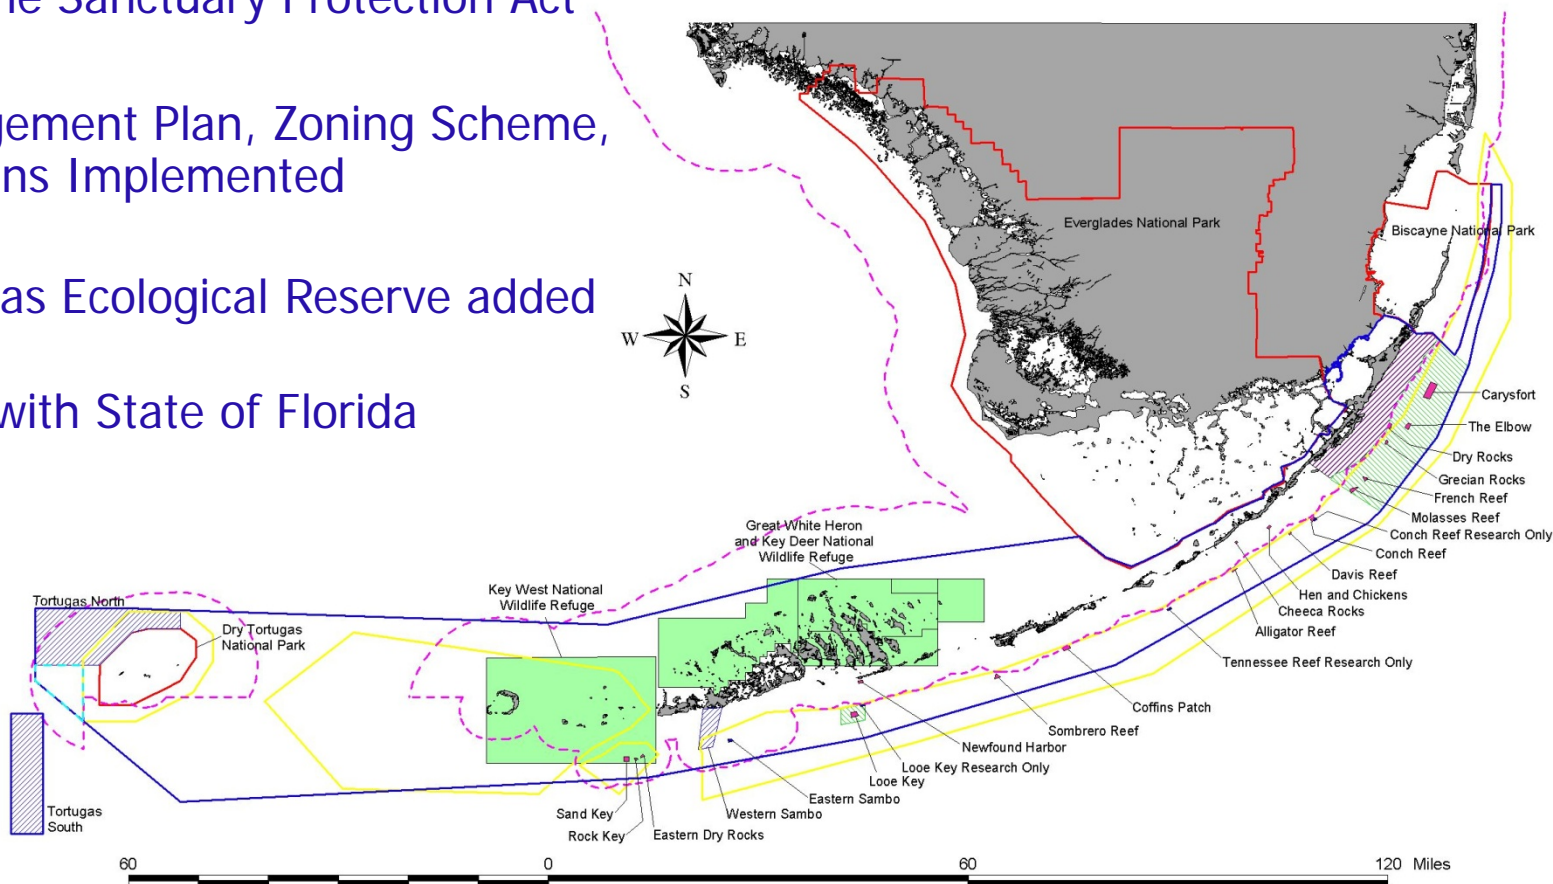 ne Sanctuary Protection Act
gement Plan, Zoning Scheme,
ns Implemented
as Ecological Reserve added
with State of Florida
N
W
E
S
Everglades National Park
Biscayne National Park
Carysfort
The Elbow
Dry Rocks
Grecian Rocks
French Reef
Molasses Reef
Conch Reef Research Only
Conch Reef
Davis Reef
Hen and Chickens
Checca Rocks
Alligator Reef
Tennessee Reef Research Only
Coffins Patch
Sombrero Reef
Newfound Harbor
Looe Key Research Only
Looe Key
Eastern Sambo
Western Sambo
Eastern Dry Rocks
Rock Key
Sand Key
Great White Heron
and Key Deer National
Wildlife Refuge
Key West National
Wildlife Refuge
Tortugas North
Dry Tortugas
National Park
Tortugas
South
60
0
60
120 Miles